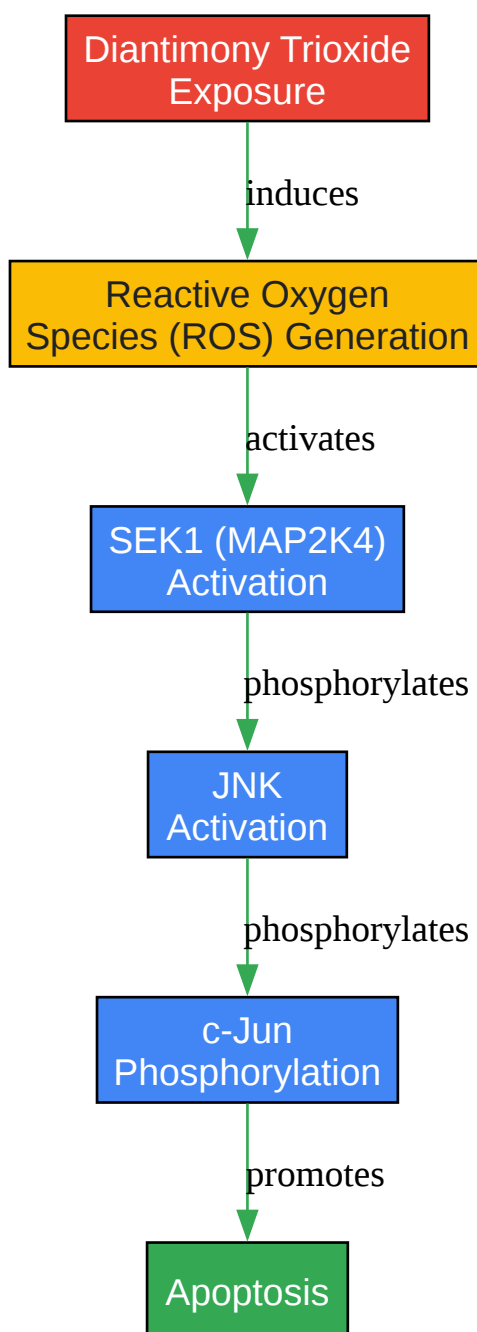 Diantimony Trioxide
Exposure
induces
Reactive Oxygen
Species (ROS) Generation
activates
SEK1 (MAP2K4)
Activation
phosphorylates
JNK
Activation
phosphorylates
c-Jun
Phosphorylation
promotes
Apoptosis